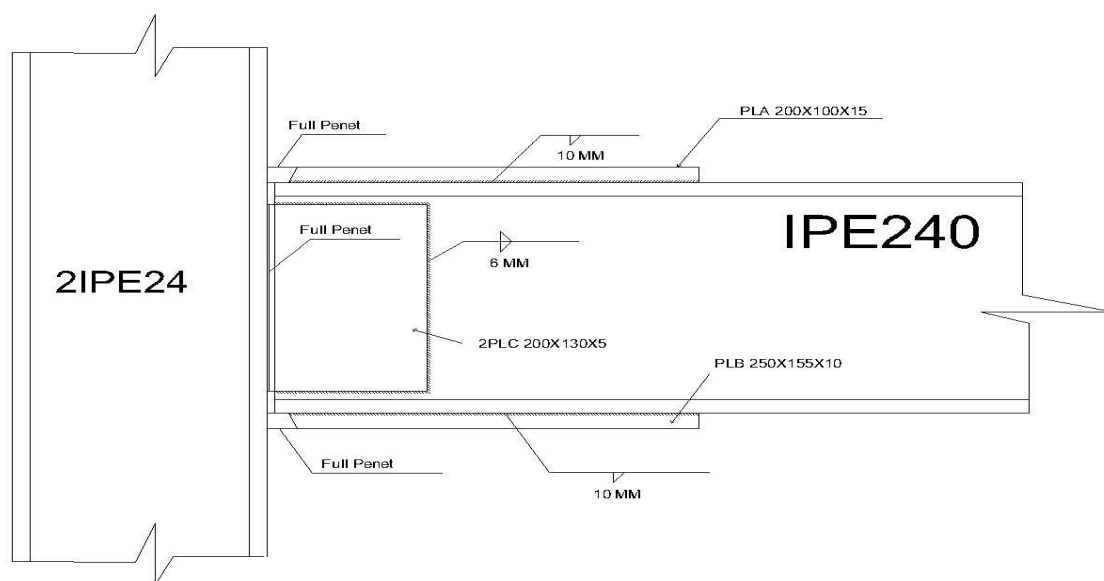 PLA 200X100X15
Full Penet
10 MM
IPE240
Full Penet
6 MM
2IPE24
2PLC 200X130X5
PLB 250X155X10
Full Penet
10 MM